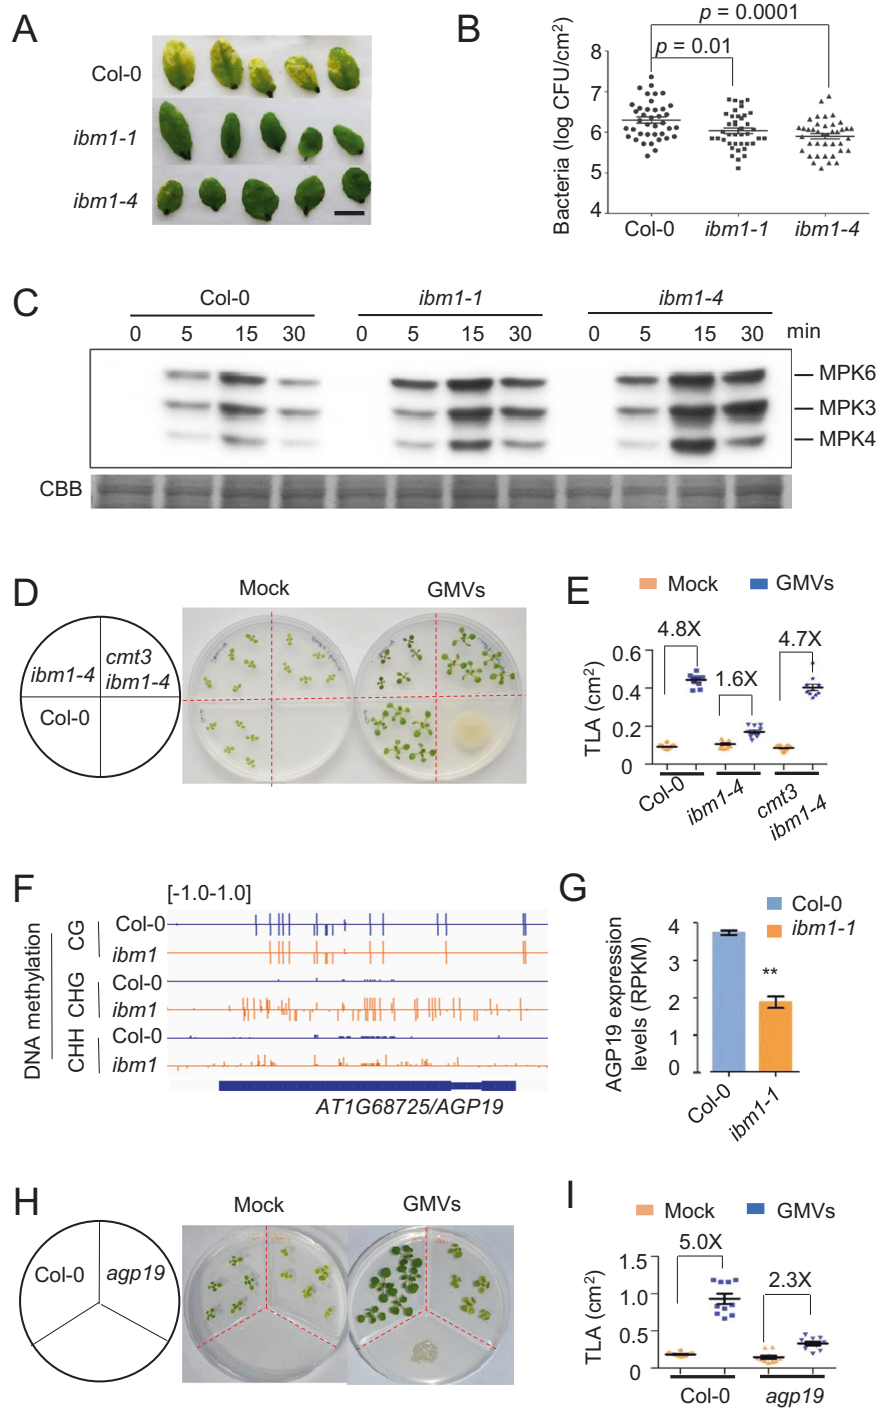 A
Col-0
ibm1-1
ibm1-4
B
p = 0.0001
p = 0.01
Bacteria (log CFU/cm2)
8
7
6
5
4
Col-0 ibm1-1 ibm1-4
C
Col-0 ibm1-1 ibm1-4
0 5 15 30 0 5 15 30 0 5 15 30 min
MPK6
MPK3
MPK4
CBB
D
Mock GMVs
ibm1-4
cmt3
ibm1-4
Col-0
E
Mock GMVs
4.8X
1.6X
4.7X
TLA (cm2)
0.6
0.4
0.2
0
Col-0
ibm1-4
cmt3
ibm1-4
F
[-1.0-1.0]
DNA methylation
CG
Col-0
ibm1
CHG
Col-0
ibm1
CHH
Col-0
ibm1
AT1G68725/AGP19
G
Col-0
ibm1-1
AGP19 expression
levels (RPKM)
4
3
2
1
0
**
Col-0
ibm1-1
H
Mock GMVs
Col-0 agp19
I
Mock GMVs
5.0X
2.3X
TLA (cm2)
1.5
1.0
0.5
0
Col-0 agp19